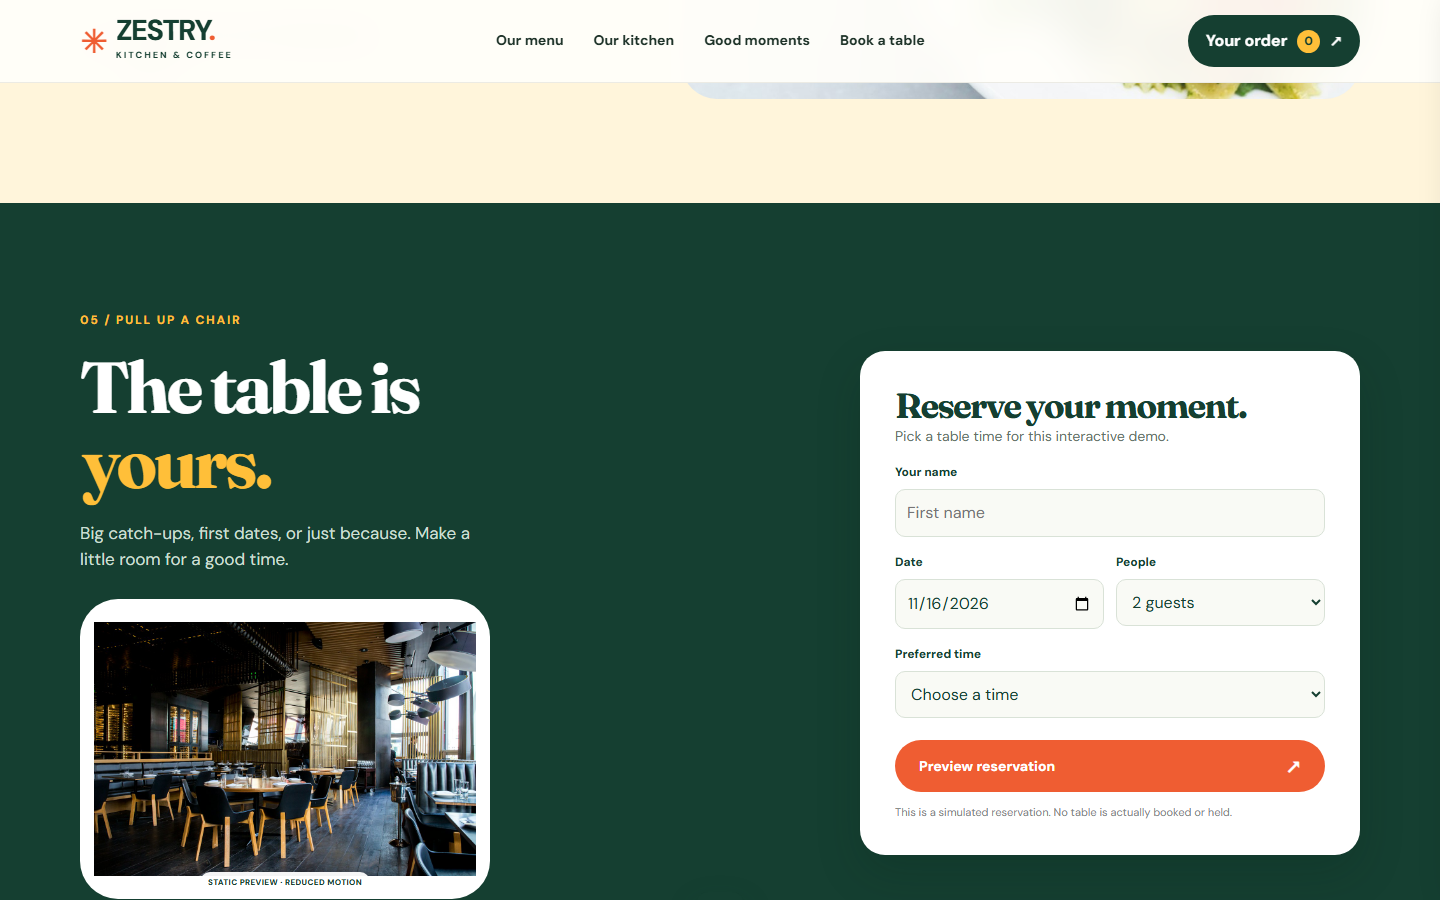 ZESTRY.
KITCHEN & COFFEE
Our menu
Our kitchen
Good moments
Book a table
Your order 0 ↗
05 / PULL UP A CHAIR
The table is
yours.
Big catch-ups, first dates, or just because. Make a
little room for a good time.
STATIC PREVIEW · REDUCED MOTION
Reserve your moment.
Pick a table time for this interactive demo.
Your name
First name
Date
People
11/16/2026
2 guests
Preferred time
Choose a time
Preview reservation ↗
This is a simulated reservation. No table is actually booked or held.